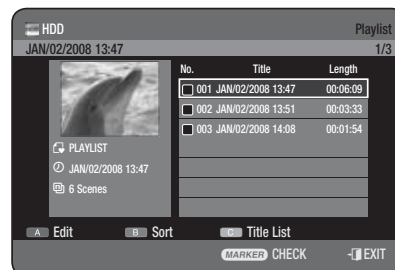 HDD Playlist
JAN/02/2008 13:47 1/3
No. Title Length
001 JAN/02/2008 13:47 00:06:09
002 JAN/02/2008 13:51 00:03:33
003 JAN/02/2008 14:08 00:01:54
PLAYLIST
JAN/02/2008 13:47
6 Scenes
A Edit B Sort C Title List
MARKER CHECK EXIT